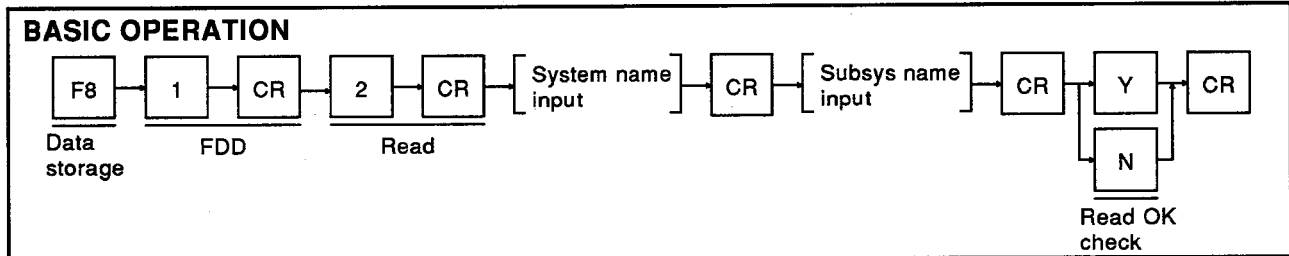 BASIC OPERATION
F8 1 CR 2 CR System name input CR Subsys name input CR Y CR
N
Data storage
FDD
Read
Read OK check